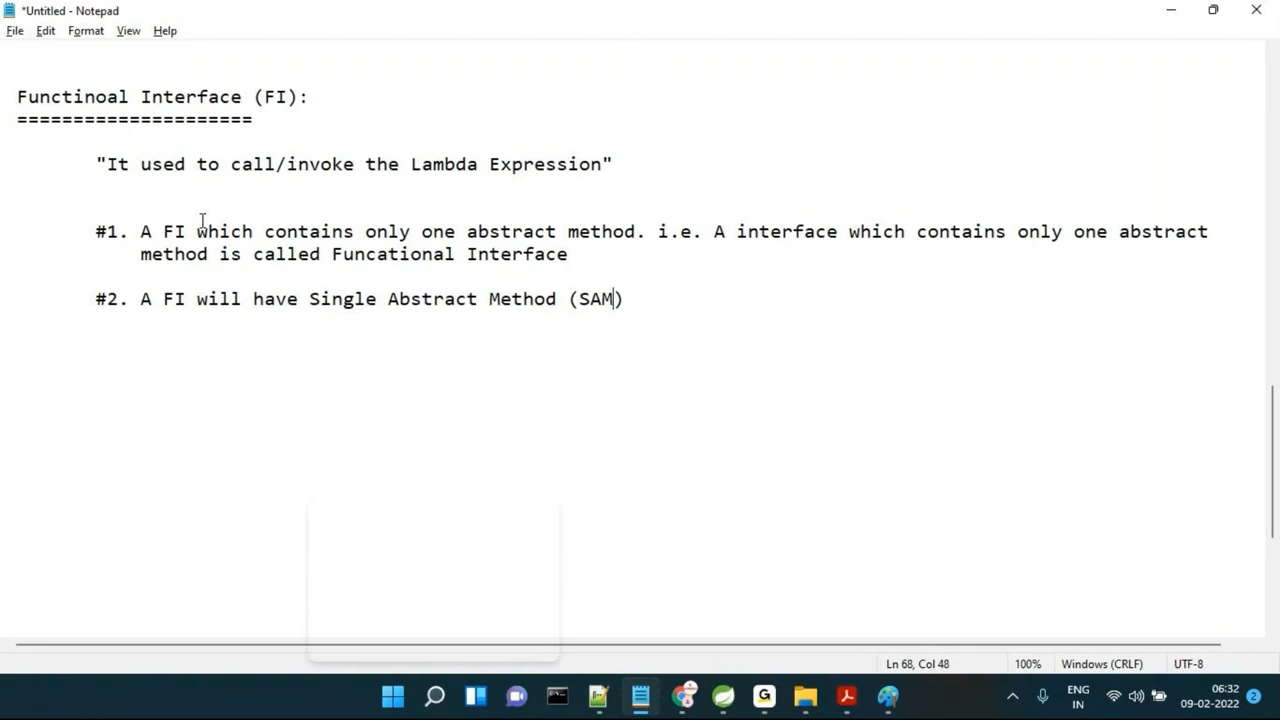 *Untitled - Notepad
File Edit Format View Help
Functinoal Interface (FI):
=====================
"It used to call/invoke the Lambda Expression"
#1. A FI which contains only one abstract method. i.e. A interface which contains only one abstract
method is called Funcational Interface
#2. A FI will have Single Abstract Method (SAM)
Ln 68, Col 48 100% Windows (CRLF) UTF-8
ENG
IN
06:32
09-02-2022
2
G